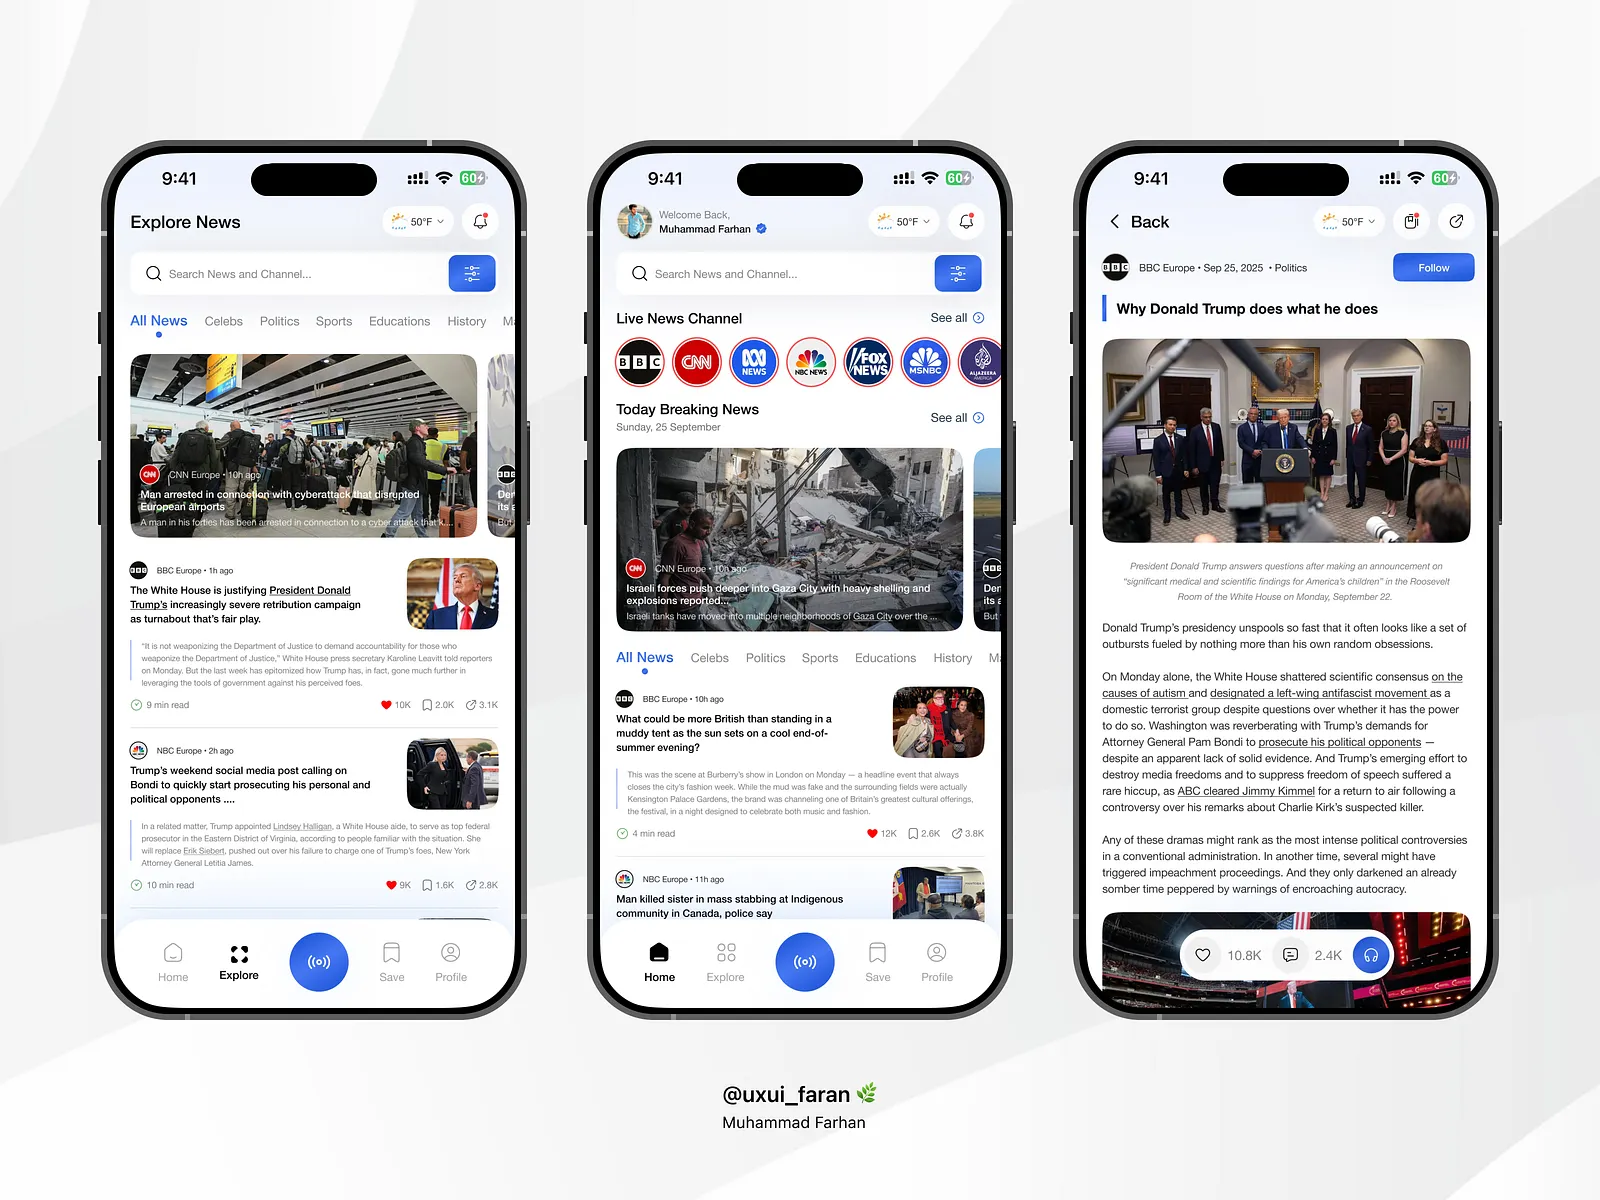 9:41
60
Explore News
50°F
Search News and Channel...
All News
Celebs
Politics
Sports
Educations
History
CNN
CNN Europe • 10h ago
Man arrested in connection with cyberattack that disrupted
European airports
A man in his forties has been arrested in connection to a cyber attack that k....
BBC
Der
its a
But
BBC
BBC Europe • 1h ago
The White House is justifying President Donald
Trump's increasingly severe retribution campaign
as turnabout that's fair play.
"It is not weaponizing the Department of Justice to demand accountability for those who
weaponize the Department of Justice," White House press secretary Karoline Leavitt told reporters
on Monday. But the last week has epitomized how Trump has, in fact, gone much further in
leveraging the tools of government against his perceived foes.
9 min read
10K
2.0K
3.1K
NBC Europe • 2h ago
Trump's weekend social media post calling on
Bondi to quickly start prosecuting his personal and
political opponents ....
In a related matter, Trump appointed Lindsey Halligan, a White House aide, to serve as top federal
prosecutor in the Eastern District of Virginia, according to people familiar with the situation. She
will replace Erik Siebert, pushed out over his failure to charge one of Trump's foes, New York
Attorney General Letitia James.
10 min read
9K
1.6K
2.8K
Home
Explore
Save
Profile
9:41
60
Welcome Back,
Muhammad Farhan
50°F
Search News and Channel...
Live News Channel
See all
BBC
CNN
NEWS
NBC NEWS
FOX
NEWS
MSNBC
ALJAZEERA
AMERICA
Today Breaking News
Sunday, 25 September
See all
CNN
CNN Europe • 10h ago
Israeli forces push deeper into Gaza City with heavy shelling and
explosions reported...
Israeli tanks have moved into multiple neighborhoods of Gaza City over the ...
BBC
Der
its a
But
All News
Celebs
Politics
Sports
Educations
History
BBC
BBC Europe • 10h ago
What could be more British than standing in a
muddy tent as the sun sets on a cool end-of-
summer evening?
This was the scene at Burberry's show in London on Monday — a headline event that always
closes the city's fashion week. While the mud was fake and the surrounding fields were actually
Kensington Palace Gardens, the brand was channeling one of Britain's greatest cultural offerings,
the festival, in a night designed to celebrate both music and fashion.
4 min read
12K
2.6K
3.8K
NBC Europe • 11h ago
Man killed sister in mass stabbing at Indigenous
community in Canada, police say
Home
Explore
Save
Profile
9:41
60
Back
50°F
BBC
BBC Europe • Sep 25, 2025 • Politics
Follow
Why Donald Trump does what he does
President Donald Trump answers questions after making an announcement on
"significant medical and scientific findings for America's children" in the Roosevelt
Room of the White House on Monday, September 22.
Donald Trump's presidency unspools so fast that it often looks like a set of
outbursts fueled by nothing more than his own random obsessions.
On Monday alone, the White House shattered scientific consensus on the
causes of autism and designated a left-wing antifascist movement as a
domestic terrorist group despite questions over whether it has the power
to do so. Washington was reverberating with Trump's demands for
Attorney General Pam Bondi to prosecute his political opponents —
despite an apparent lack of solid evidence. And Trump's emerging effort to
destroy media freedoms and to suppress freedom of speech suffered a
rare hiccup, as ABC cleared Jimmy Kimmel for a return to air following a
controversy over his remarks about Charlie Kirk's suspected killer.
Any of these dramas might rank as the most intense political controversies
in a conventional administration. In another time, several might have
triggered impeachment proceedings. And they only darkened an already
somber time peppered by warnings of encroaching autocracy.
10.8K
2.4K
@uxui_faran
Muhammad Farhan